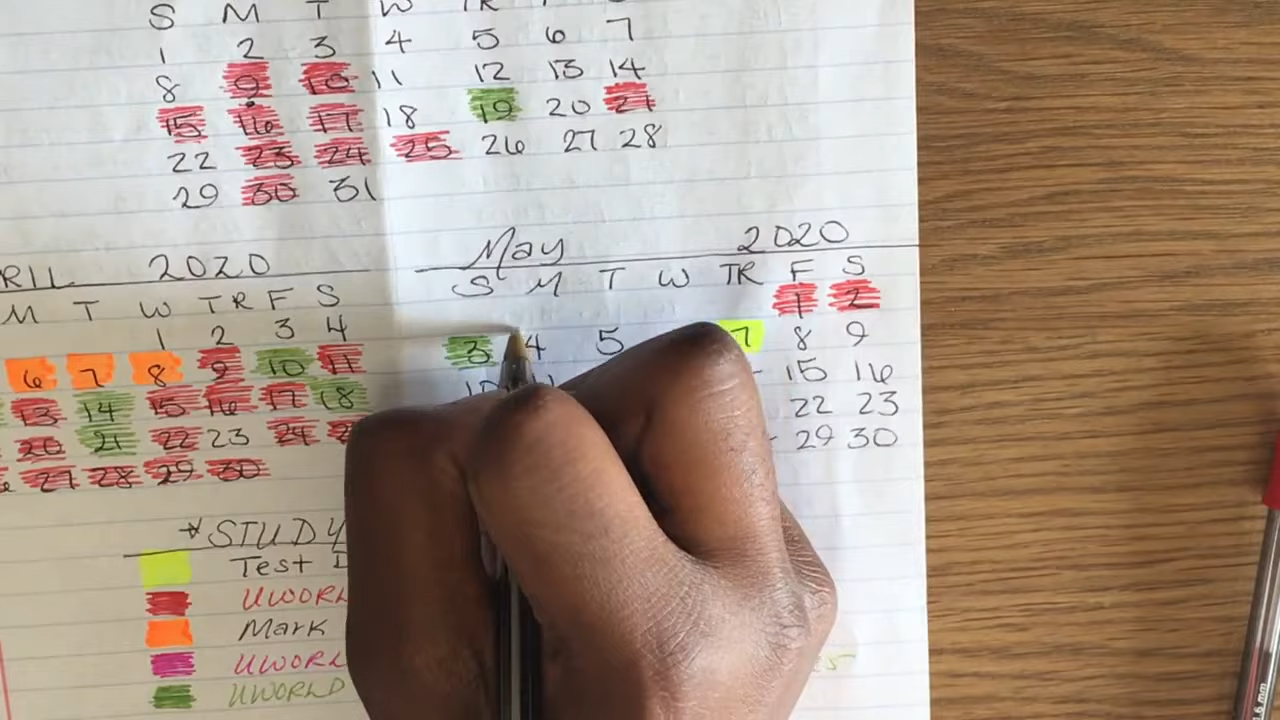 S M T W TR
1 2 3 4 5 6 7
8 9 10 11 12 13 14
15 16 17 18 19 20 21
22 23 24 25 26 27 28
29 30 31
RIL 2020
M T W TR F S
1 2 3 4
6 7 8 9 10 11
13 14 15 16 17 18
20 21 22 23 24
27 28 29 30
May 2020
S M T W TR F S
1 2
3 4 5 7 8 9
10 11 15 16
22 23
29 30
*STUDY
Test
UWORL
Mark
UWORL
UWORLD